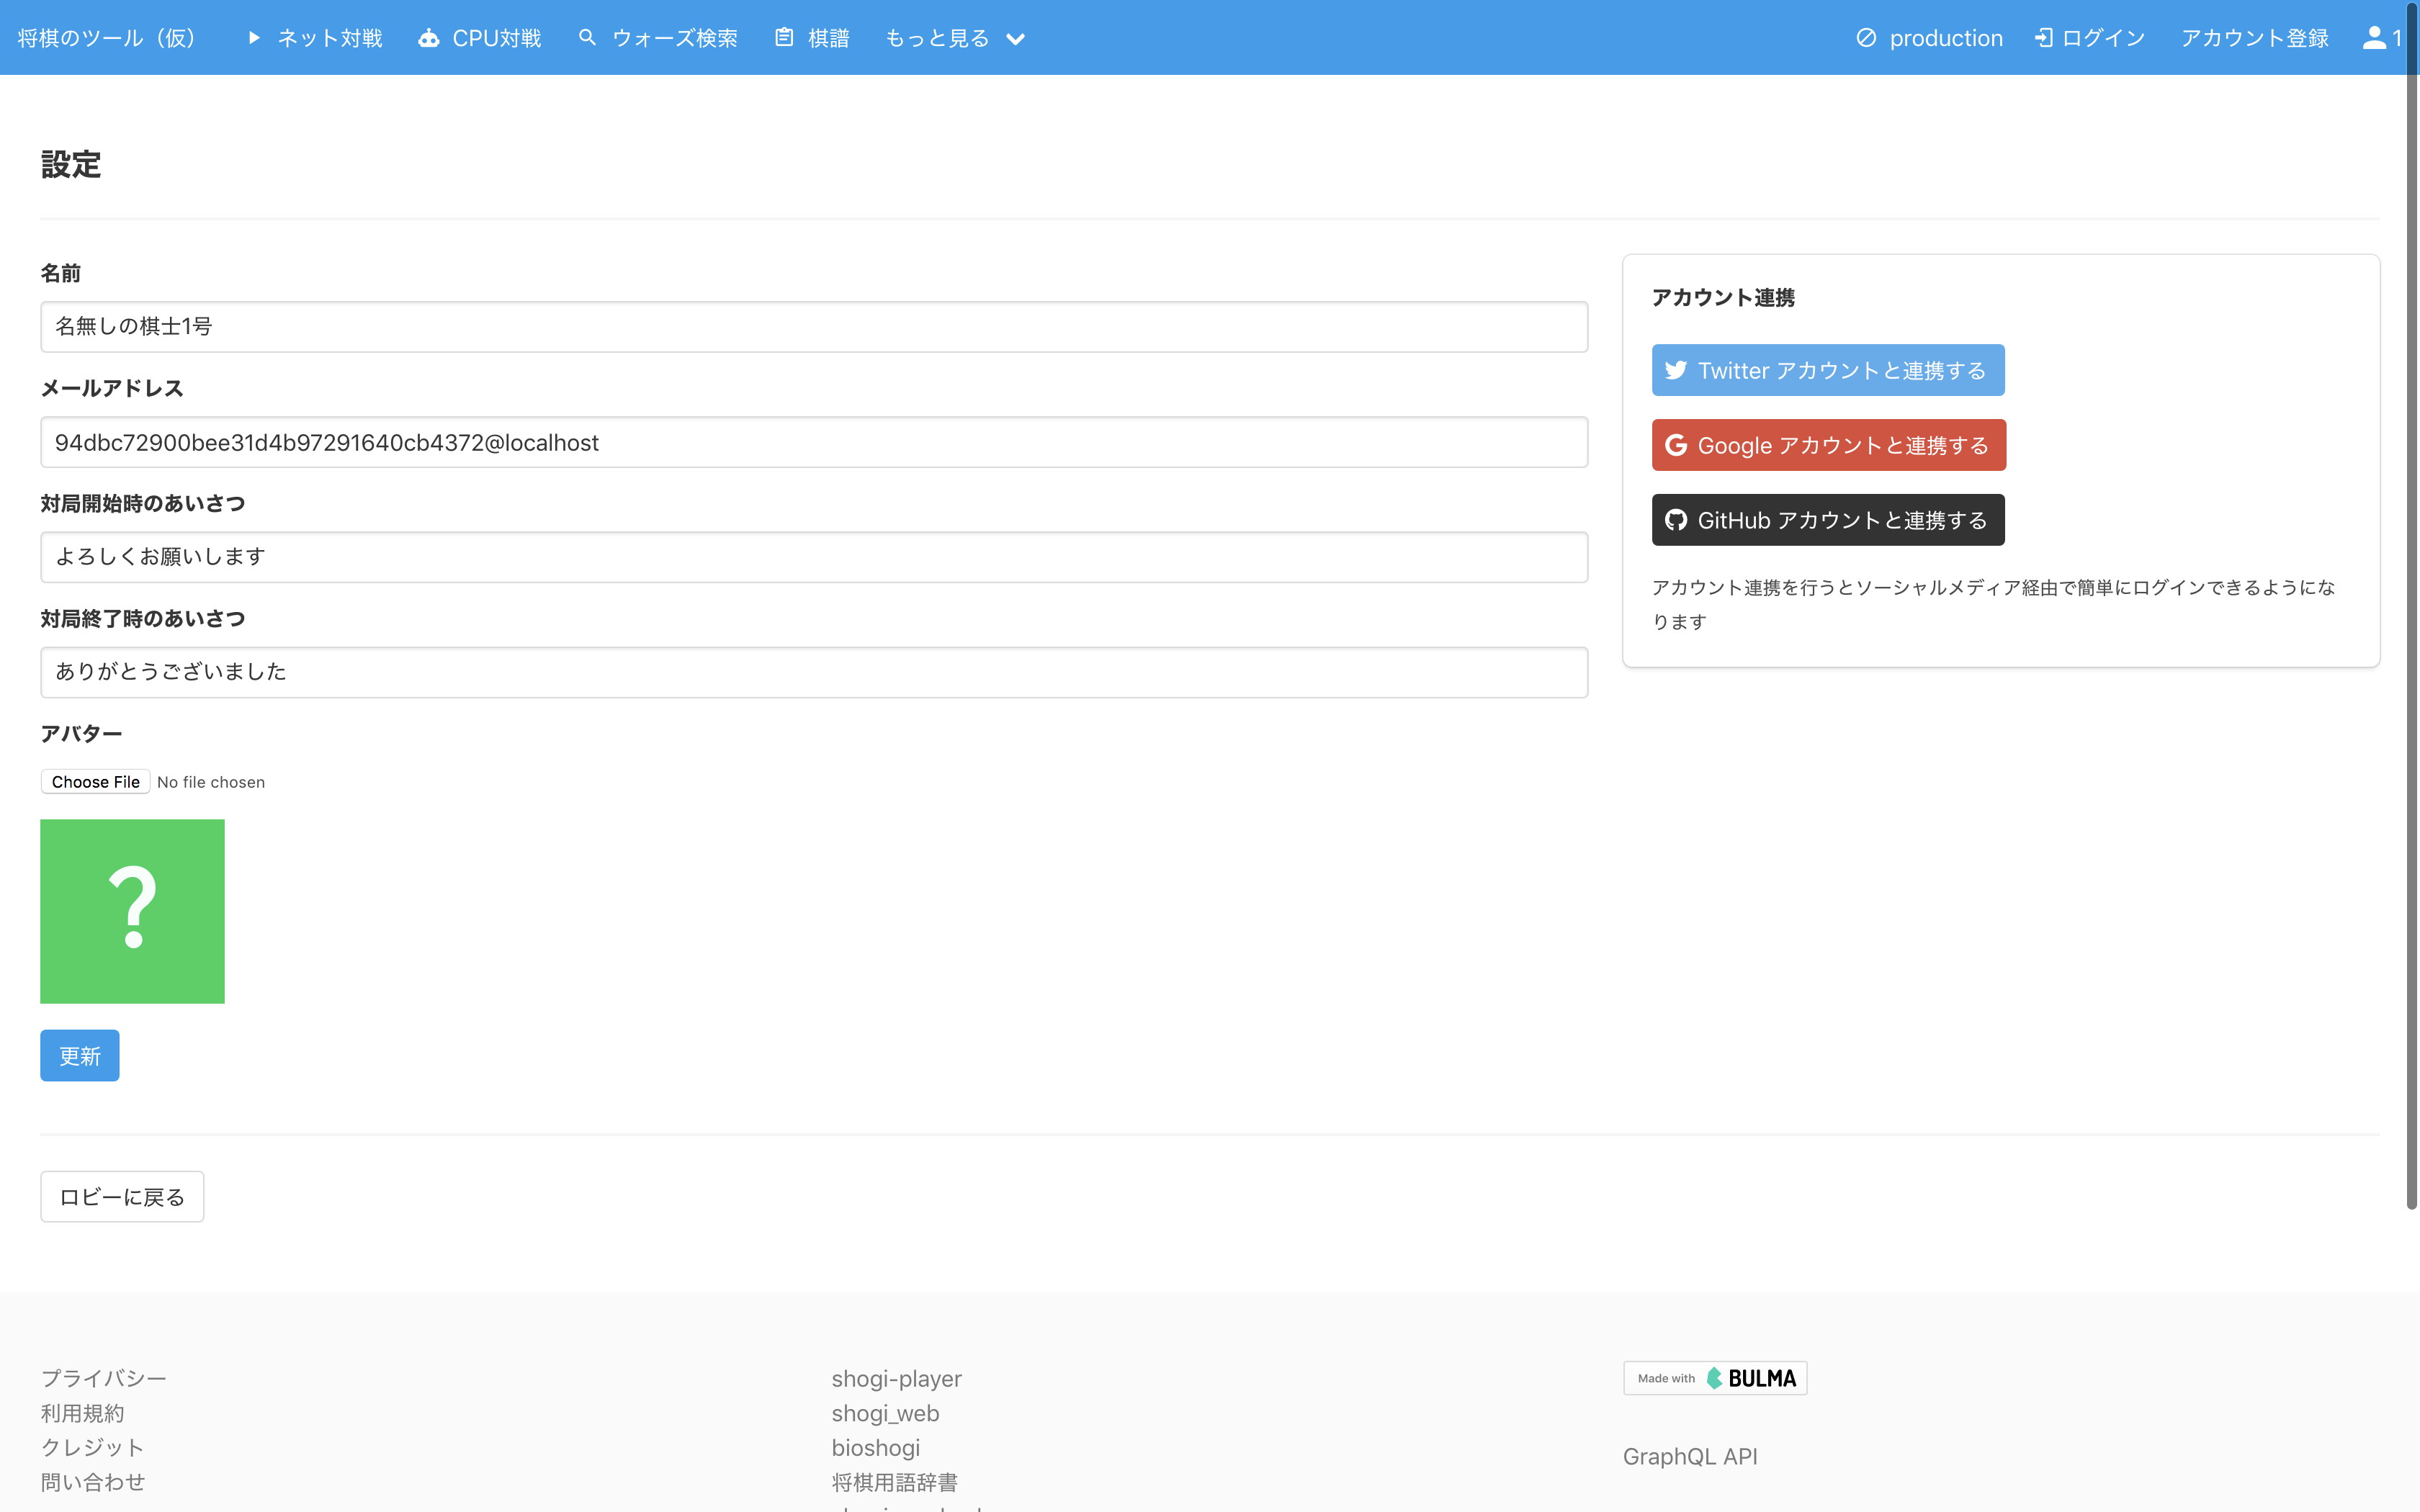 将棋のツール（仮） ネット対戦 CPU対戦 ウォーズ検索 棋譜 もっと見る production ログイン アカウント登録 1
設定
名前
名無しの棋士1号
メールアドレス
94dbc72900bee31d4b97291640cb4372@localhost
対局開始時のあいさつ
よろしくお願いします
対局終了時のあいさつ
ありがとうございました
アバター
Choose File No file chosen
?
更新
アカウント連携
Twitter アカウントと連携する
Google アカウントと連携する
GitHub アカウントと連携する
アカウント連携を行うとソーシャルメディア経由で簡単にログインできるようにな
ります
ロビーに戻る
プライバシー
利用規約
クレジット
問い合わせ
shogi-player
shogi_web
bioshogi
将棋用語辞書
Made with BULMA
GraphQL API